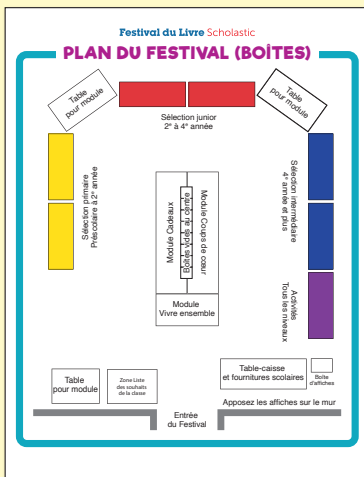 Festival du Livre Scholastic
PLAN DU FESTIVAL (BOÎTES)
Table
pour module
Table
pour module
Sélection junior
2e à 4e année
Sélection primaire
Préscolaire à 2e année
Module Cadeaux
Boîtes vides au centre
Module Coups de cœur
Sélection intermédiaire
4e année et plus
Module
Vivre ensemble
Activités
Tous les niveaux
Table
pour module
Zone Liste
des souhaits
de la classe
Table-caisse
et fournitures scolaires
Boîte
d'affiches
Apposez les affiches sur le mur
Entrée
du Festival